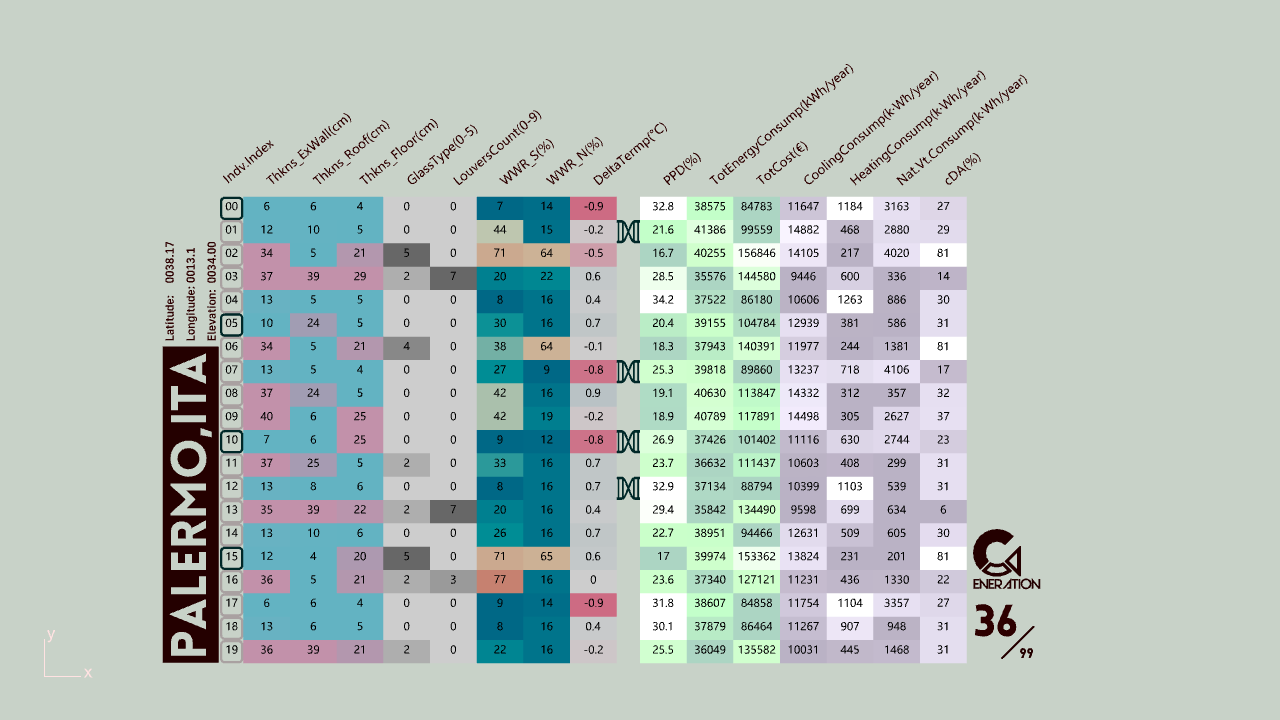 Indv.Index Thkns_ExWall(cm) Thkns_Roof(cm) Thkns_Floor(cm) GlassType(0-5) LouversCount(0-9) WWR_S(%) WWR_N(%) DeltaTermp(°C) PPD(%) TotEnergyConsump(kWh/year) TotCost(€) CoolingConsump(k·Wh/year) HeatingConsump(k·Wh/year) Nat.Vt.Consump(k·Wh/year) cDA(%)
00 6 6 4 0 0 7 14 -0.9 32.8 38575 84783 11647 1184 3163 27
01 12 10 5 0 0 44 15 -0.2 21.6 41386 99559 14882 468 2880 29
02 34 5 21 5 0 71 64 -0.5 16.7 40255 156846 14105 217 4020 81
03 37 39 29 2 7 20 22 0.6 28.5 35576 144580 9446 600 336 14
04 13 5 5 0 0 8 16 0.4 34.2 37522 86180 10606 1263 886 30
05 10 24 5 0 0 30 16 0.7 20.4 39155 104784 12939 381 586 31
06 34 5 21 4 0 38 64 -0.1 18.3 37943 140391 11977 244 1381 81
07 13 5 4 0 0 27 9 -0.8 25.3 39818 89860 13237 718 4106 17
08 37 24 5 0 0 42 16 0.9 19.1 40630 113847 14332 312 357 32
09 40 6 25 0 0 42 19 -0.2 18.9 40789 117891 14498 305 2627 37
10 7 6 25 0 0 9 12 -0.8 26.9 37426 101402 11116 630 2744 23
11 37 25 5 2 0 33 16 0.7 23.7 36632 111437 10603 408 299 31
12 13 8 6 0 0 8 16 0.7 32.9 37134 88794 10399 1103 539 31
13 35 39 22 2 7 20 16 0.4 29.4 35842 134490 9598 699 634 6
14 13 10 6 0 0 26 16 0.7 22.7 38951 94466 12631 509 605 30
15 12 4 20 5 0 71 65 0.6 17 39974 153362 13824 231 201 81
16 36 5 21 2 3 77 16 0 23.6 37340 127121 11231 436 1330 22
17 6 6 4 0 0 9 14 -0.9 31.8 38607 84858 11754 1104 3357 27
18 13 6 5 0 0 8 16 0.4 30.1 37879 86464 11267 907 948 31
19 36 39 21 2 0 22 16 -0.2 25.5 36049 135582 10031 445 1468 31
Latitude: 0038.17
Longitude: 0013.1
Elevation: 0034.00
PALERMO,ITA
GENERATION
36/99
y
x